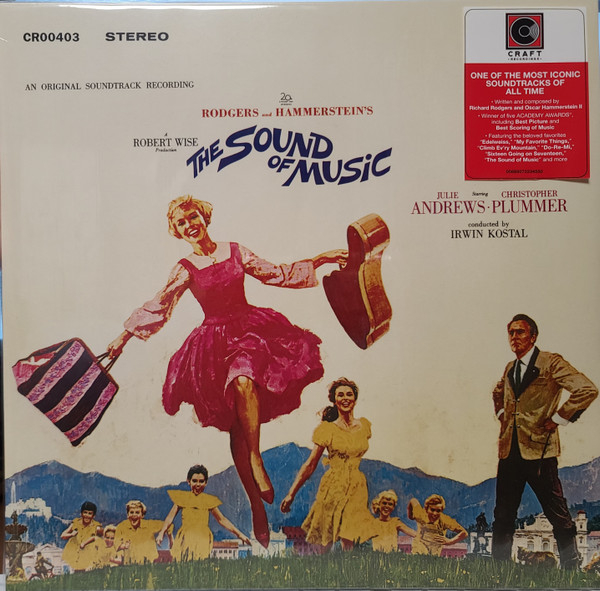 CR00403 STEREO
AN ORIGINAL SOUNDTRACK RECORDING
RODGERS and HAMMERSTEIN'S
A
ROBERT WISE
Production
THE SOUND
OF MUSIC
JULIE Starring CHRISTOPHER
ANDREWS · PLUMMER
conducted by
IRWIN KOSTAL
CRAFT
RECORDINGS
ONE OF THE MOST ICONIC
SOUNDTRACKS OF
ALL TIME
• Written and composed by
Richard Rodgers and Oscar Hammerstein II
• Winner of five ACADEMY AWARDS®,
including Best Picture and
Best Scoring of Music
• Featuring the beloved favorites
"Edelweiss," "My Favorite Things,"
"Climb Ev'ry Mountain," "Do-Re-Mi,"
"Sixteen Going on Seventeen,"
"The Sound of Music" and more